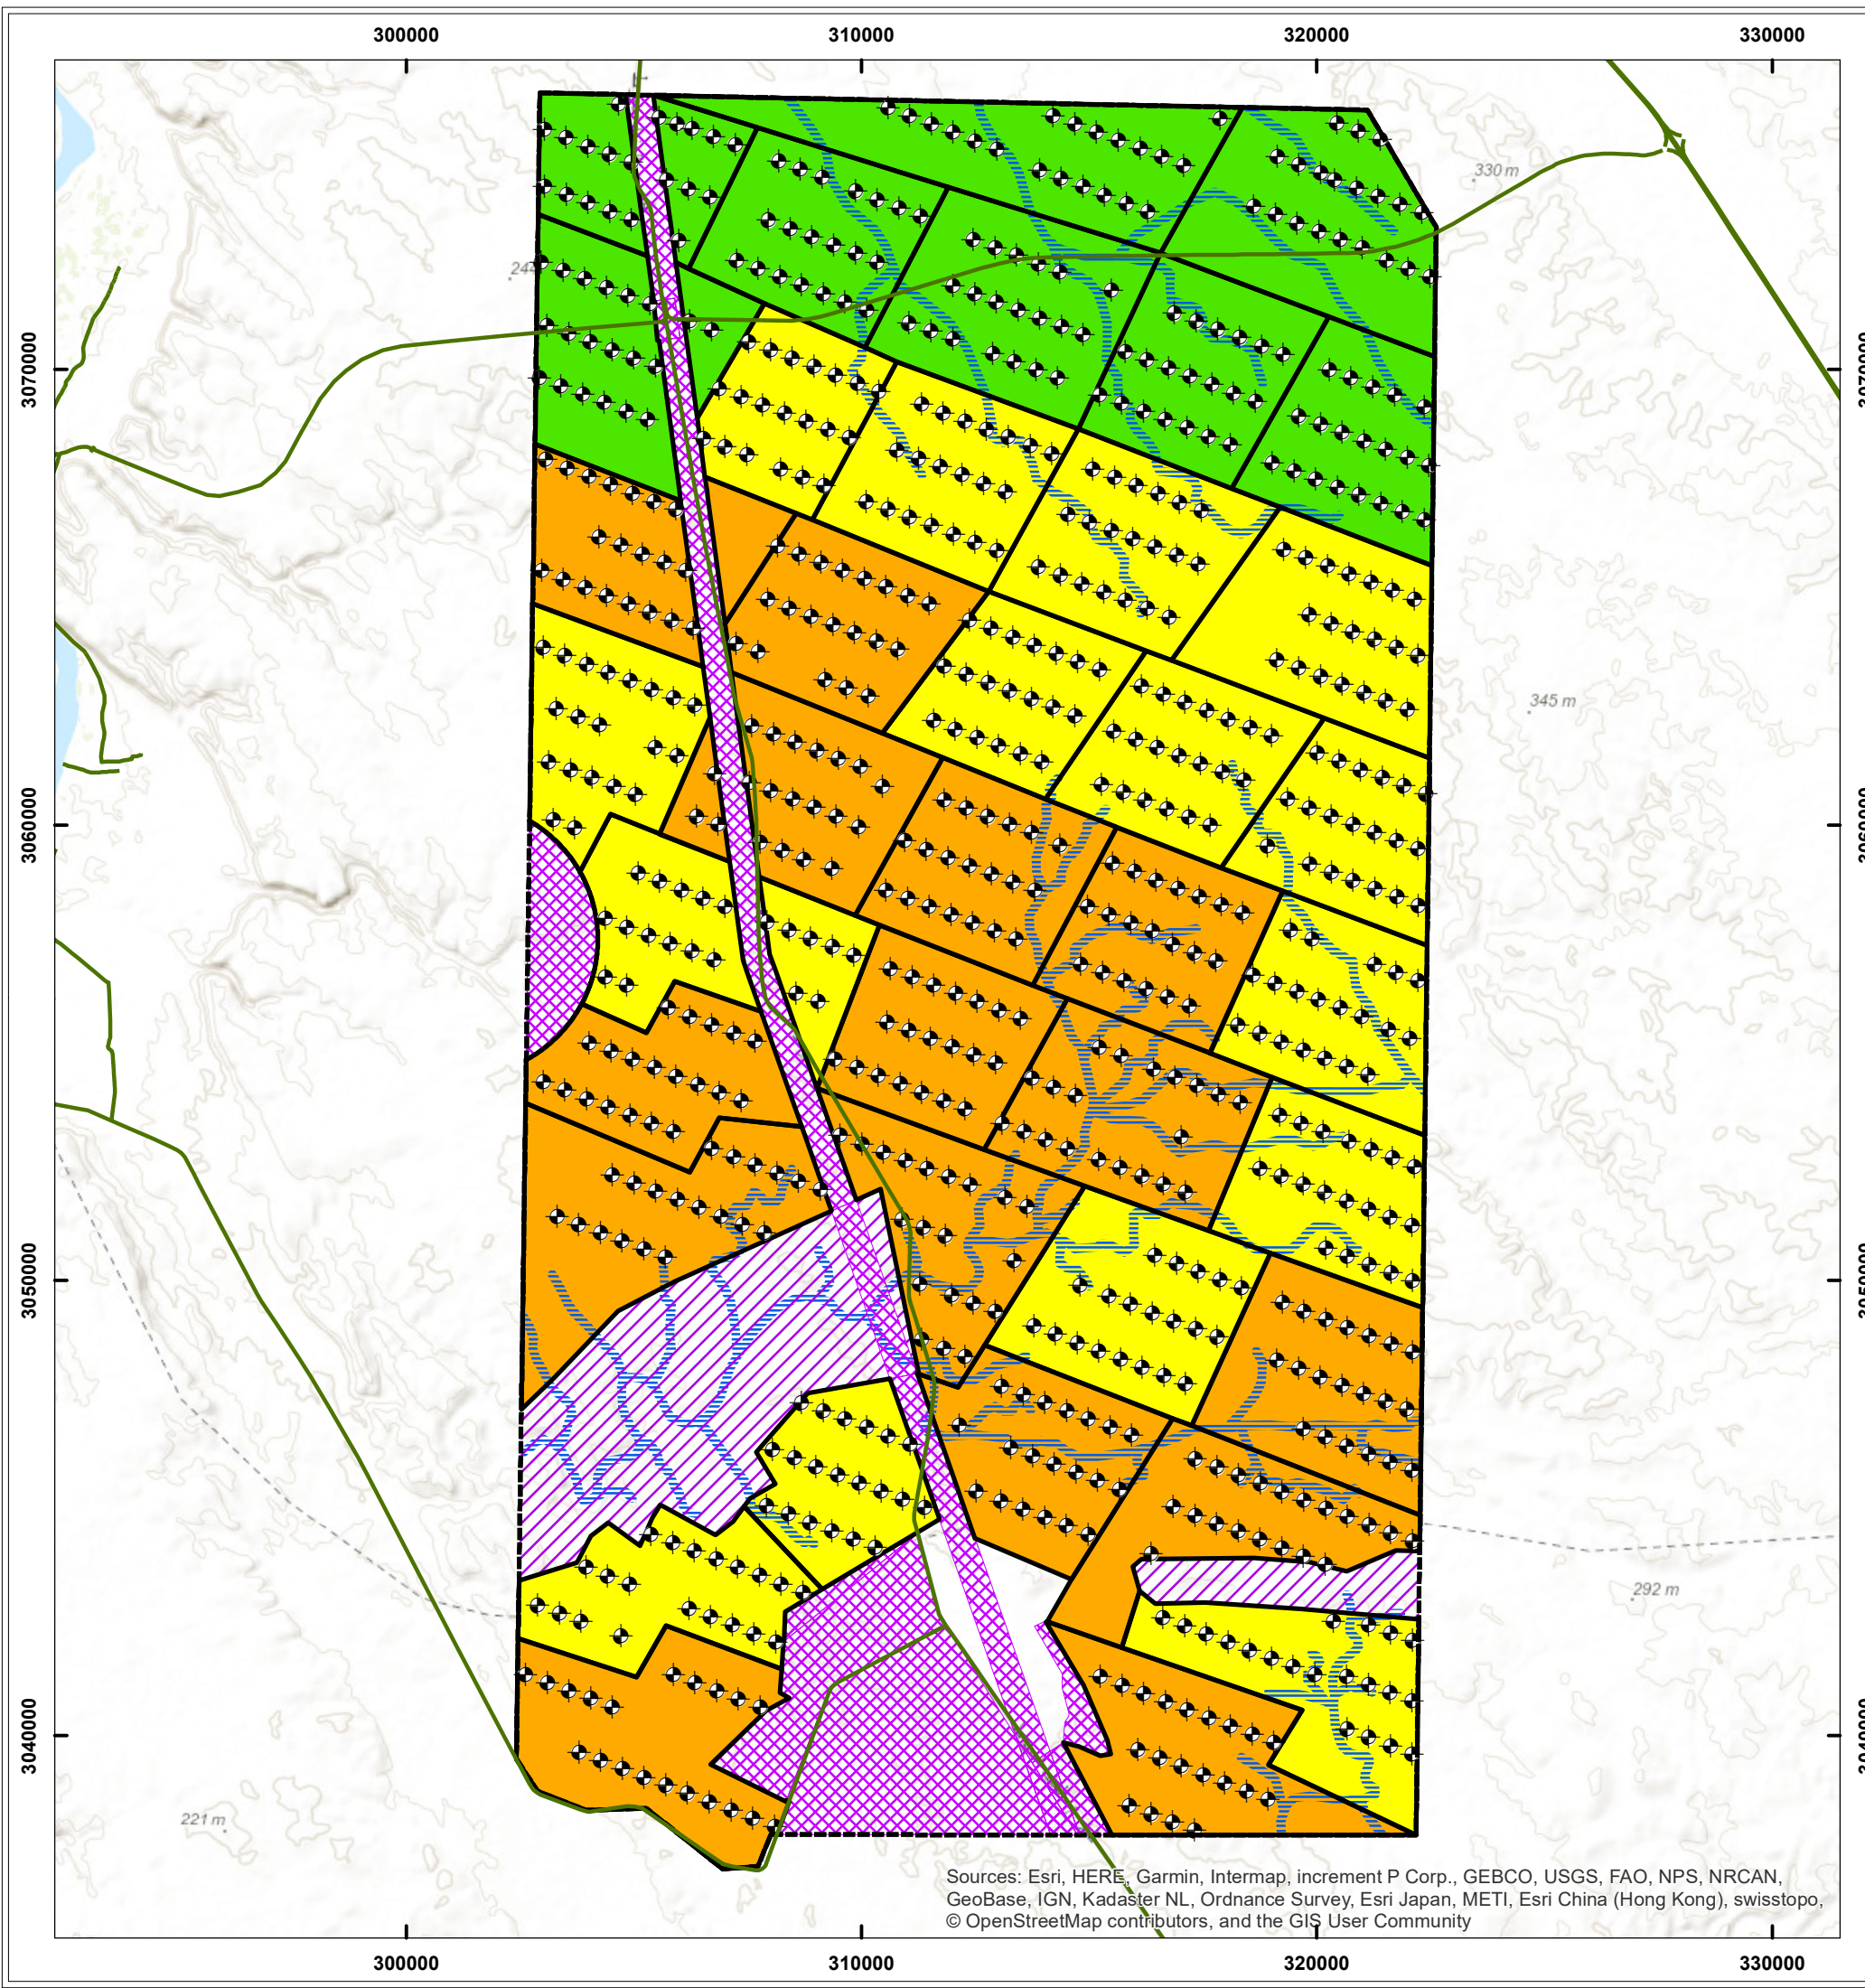 300000 310000 320000 330000
330 m
244
3070000
345 m
3060000
3050000
292 m
3040000
221 m
Sources: Esri, HERE, Garmin, Intermap, increment P Corp., GEBCO, USGS, FAO, NPS, NRCAN,
GeoBase, IGN, Kadaster NL, Ordnance Survey, Esri Japan, METI, Esri China (Hong Kong), swisstopo,
© OpenStreetMap contributors, and the GIS User Community
300000 310000 320000 330000